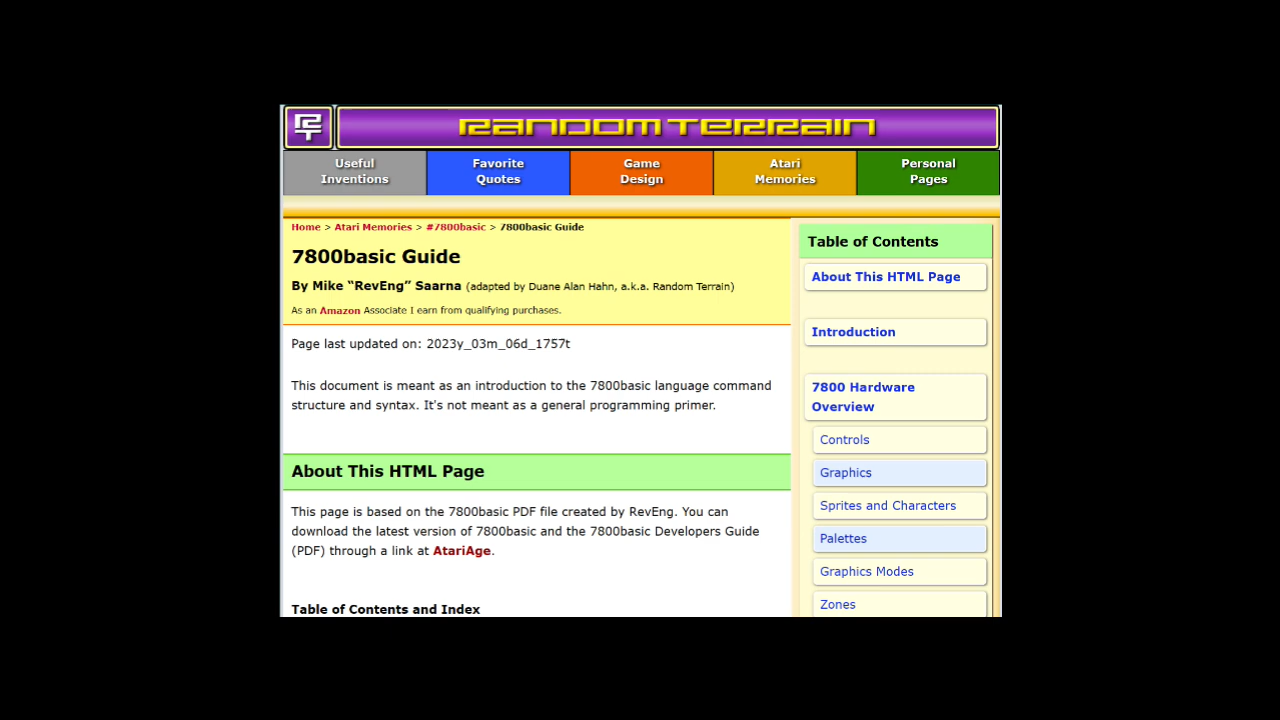 RT
RANDOM TERRAIN
Useful
Inventions
Favorite
Quotes
Game
Design
Atari
Memories
Personal
Pages
Home > Atari Memories > #7800basic > 7800basic Guide
7800basic Guide
By Mike “RevEng” Saarna (adapted by Duane Alan Hahn, a.k.a. Random Terrain)
As an Amazon Associate I earn from qualifying purchases.
Page last updated on: 2023y_03m_06d_1757t
This document is meant as an introduction to the 7800basic language command
structure and syntax. It's not meant as a general programming primer.
About This HTML Page
This page is based on the 7800basic PDF file created by RevEng. You can
download the latest version of 7800basic and the 7800basic Developers Guide
(PDF) through a link at AtariAge.
Table of Contents and Index
Table of Contents
About This HTML Page
Introduction
7800 Hardware
Overview
Controls
Graphics
Sprites and Characters
Palettes
Graphics Modes
Zones